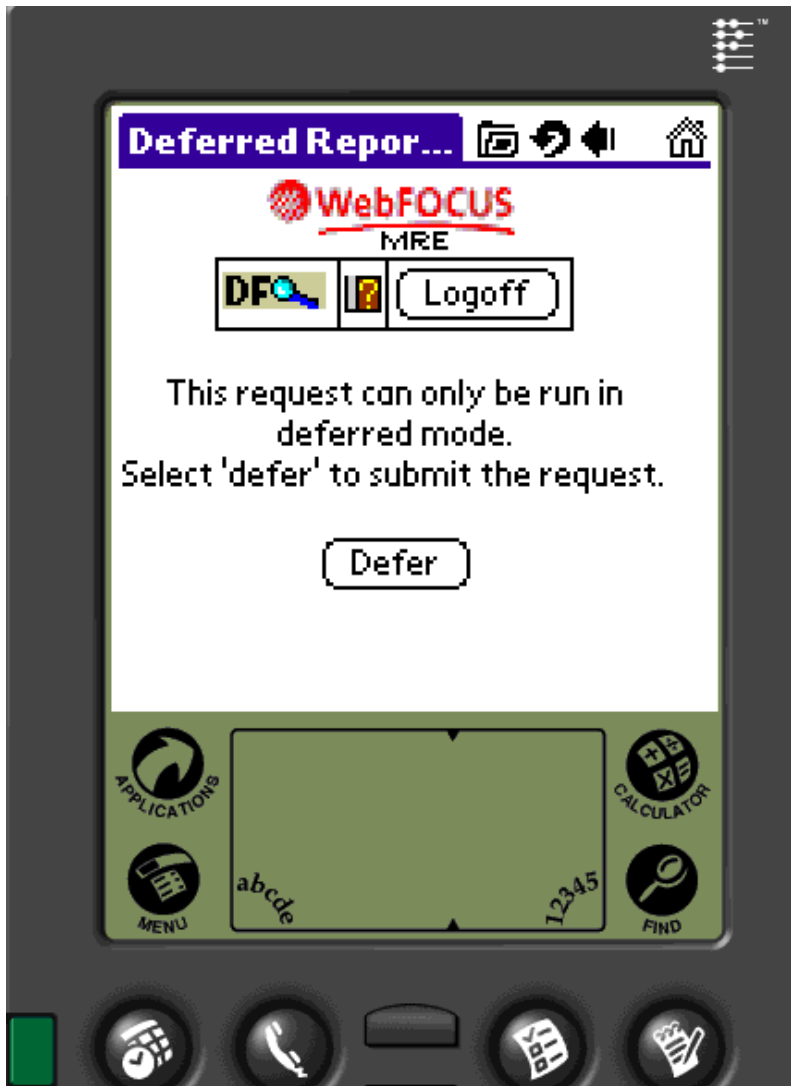 ™
Deferred Repor...
WebFOCUS
MRE
DF
Logoff
This request can only be run in
deferred mode.
Select 'defer' to submit the request.
Defer
APPLICATIONS
CALCULATOR
MENU
abcde
12345
FIND